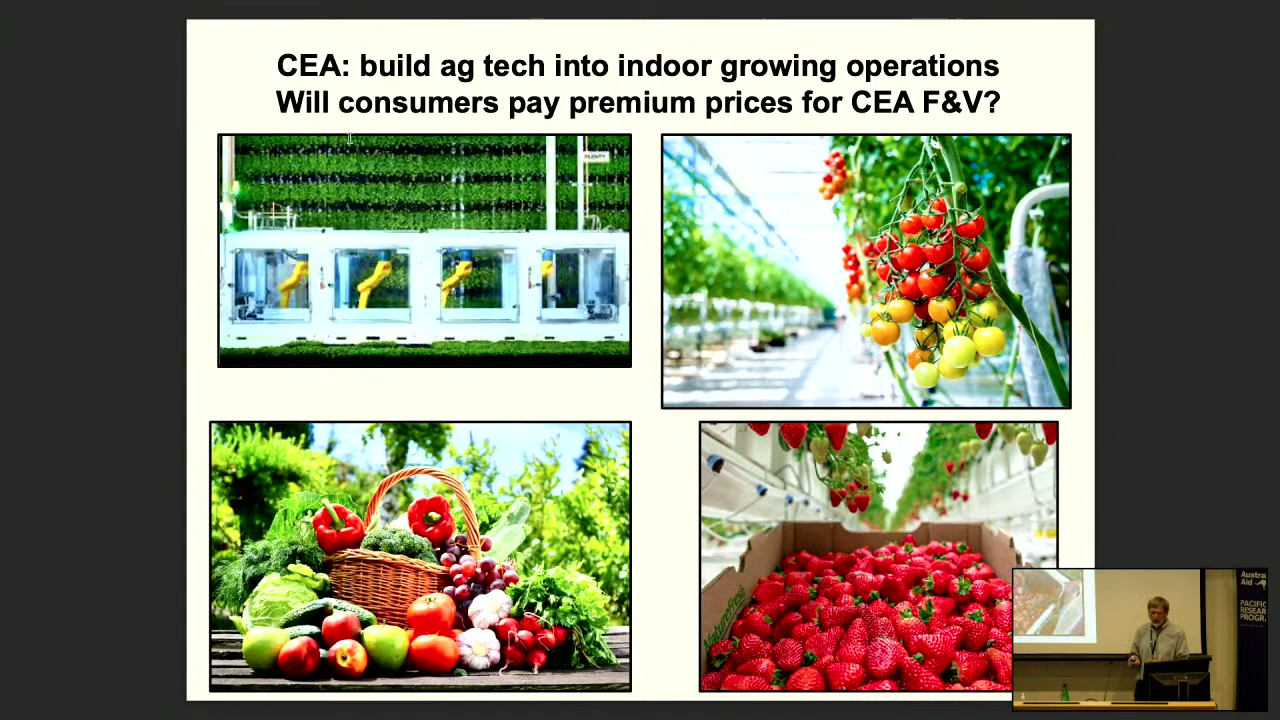 CEA: build ag tech into indoor growing operations
Will consumers pay premium prices for CEA F&V?
PLENTY